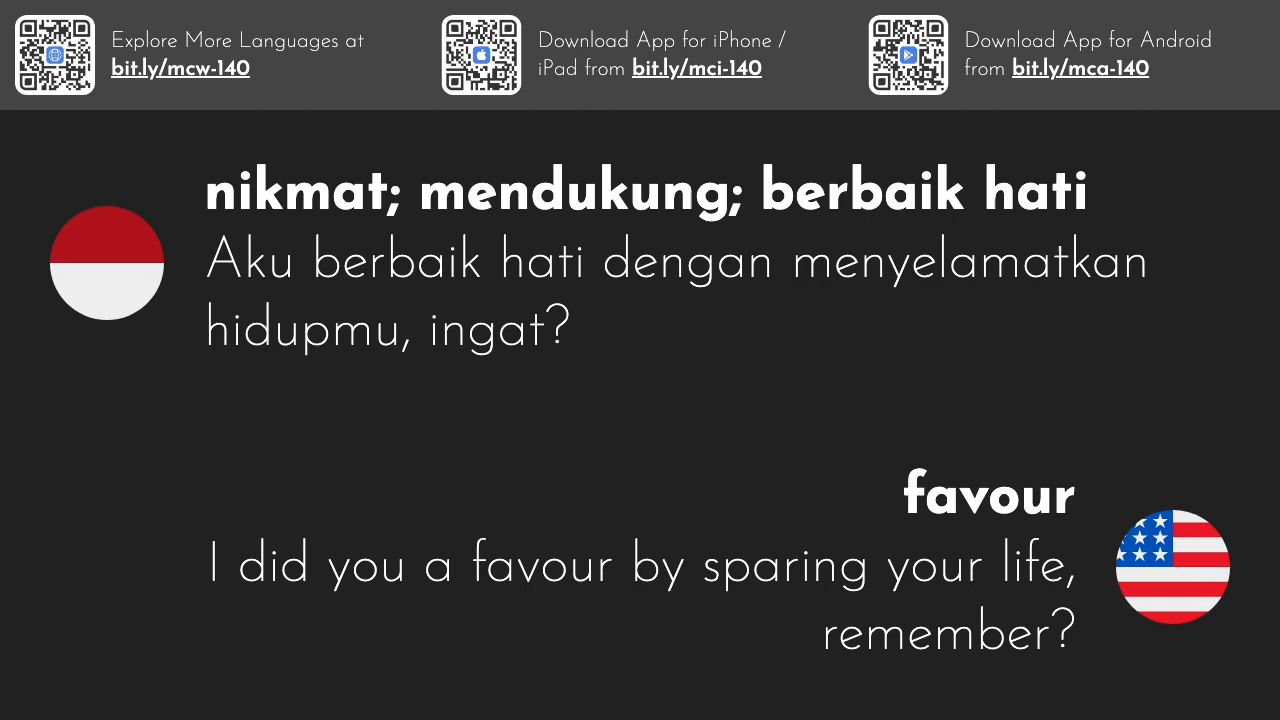 Explore More Languages at
bit.ly/mcw-140
Download App for iPhone /
iPad from bit.ly/mci-140
Download App for Android
from bit.ly/mca-140
nikmat; mendukung; berbaik hati
Aku berbaik hati dengan menyelamatkan
hidupmu, ingat?
favour
I did you a favour by sparing your life,
remember?